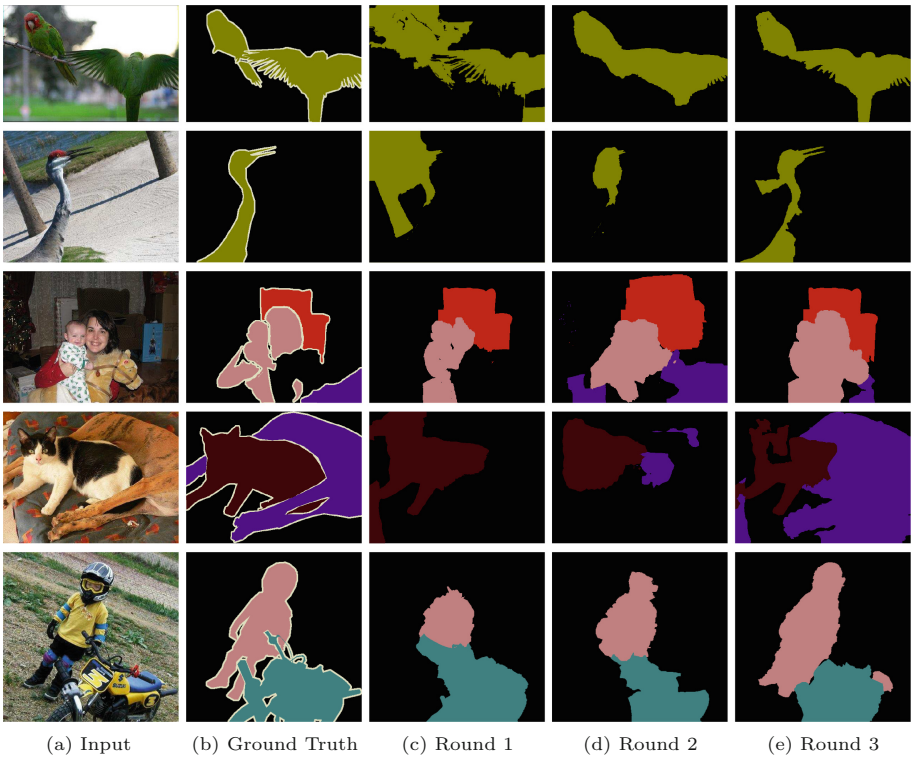 (a) Input
(b) Ground Truth
(c) Round 1
(d) Round 2
(e) Round 3